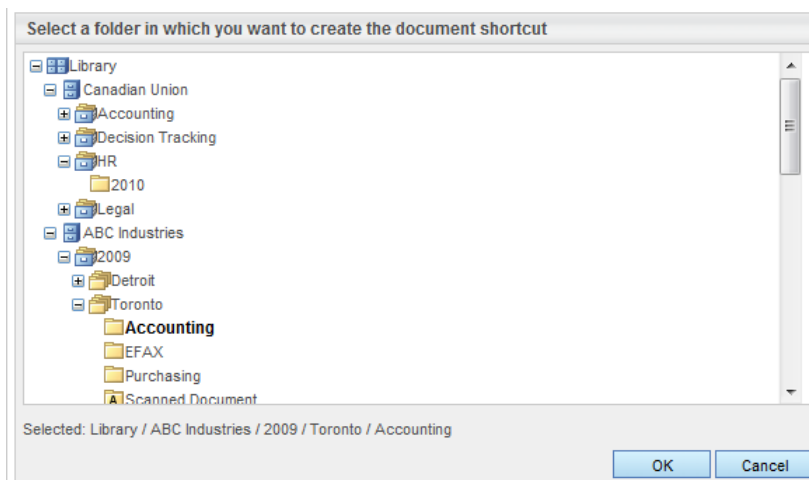 Select a folder in which you want to create the document shortcut
Library
Canadian Union
Accounting
Decision Tracking
HR
2010
Legal
ABC Industries
2009
Detroit
Toronto
Accounting
EFAX
Purchasing
A Scanned Document
Selected: Library / ABC Industries / 2009 / Toronto / Accounting
OK Cancel